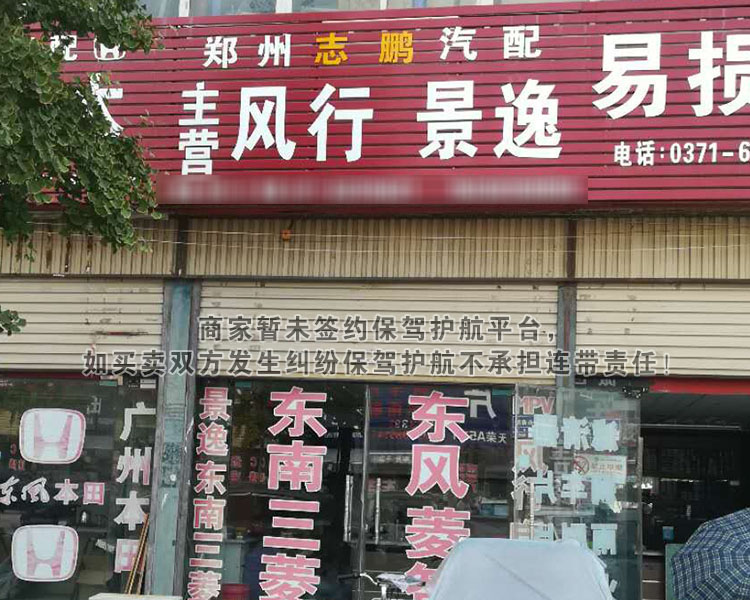 郑州志鹏汽配
主营 风行 景逸 易损
电话:0371-6
商家暂未签约保驾护航平台,
如买卖双方发生纠纷保驾护航不承担连带责任!
东风本田
广州本田
景逸东南三菱
东南三菱
东风菱
MPV
风行